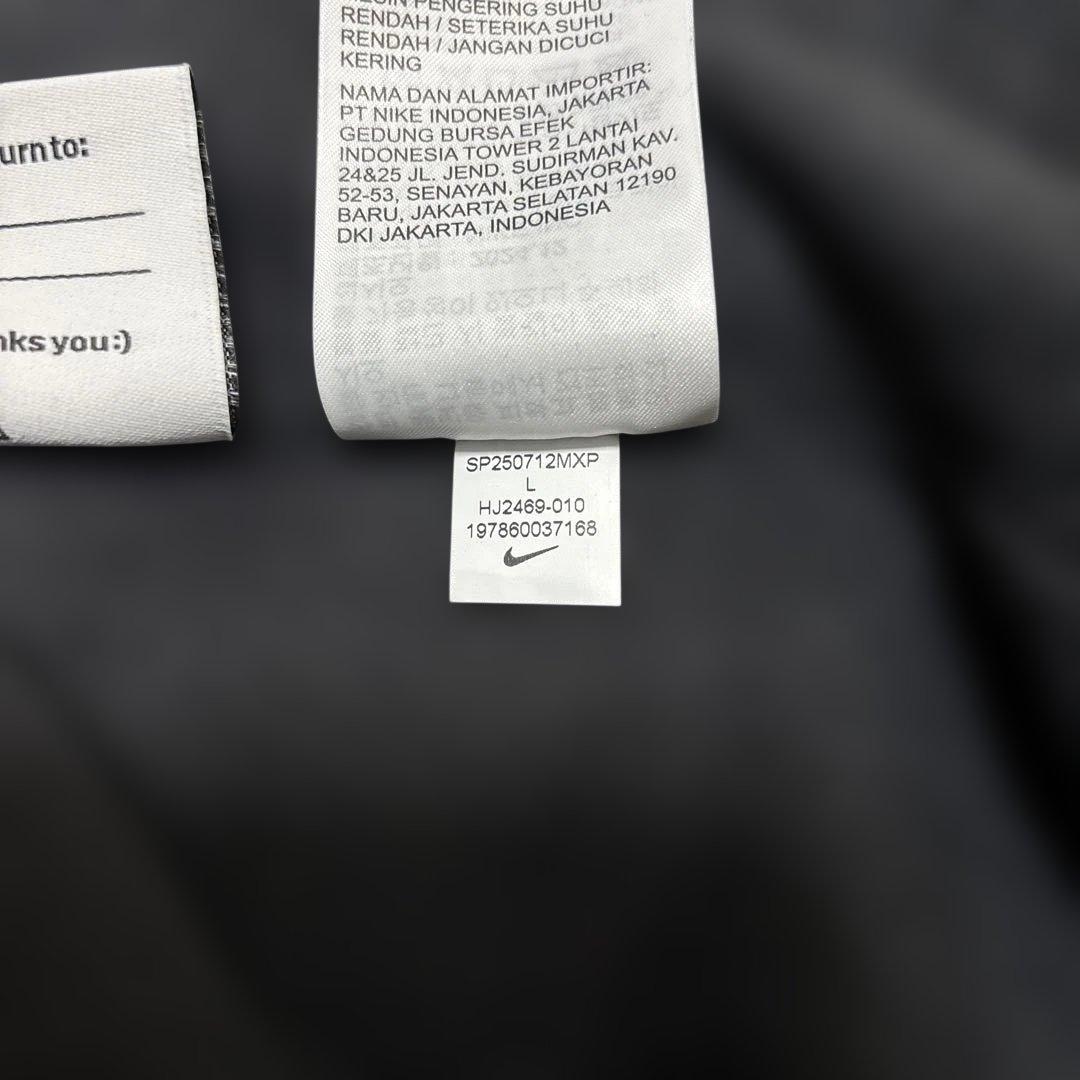 urn to:
nks you:)
MESIN PENGERING SUHU
RENDAH / SETERIKA SUHU
RENDAH / JANGAN DICUCI
KERING
NAMA DAN ALAMAT IMPORTIR:
PT NIKE INDONESIA, JAKARTA
GEDUNG BURSA EFEK
INDONESIA TOWER 2 LANTAI
24&25 JL. JEND. SUDIRMAN KAV.
52-53, SENAYAN, KEBAYORAN
BARU, JAKARTA SELATAN 12190
DKI JAKARTA, INDONESIA
SP250712MXP
L
HJ2469-010
197860037168